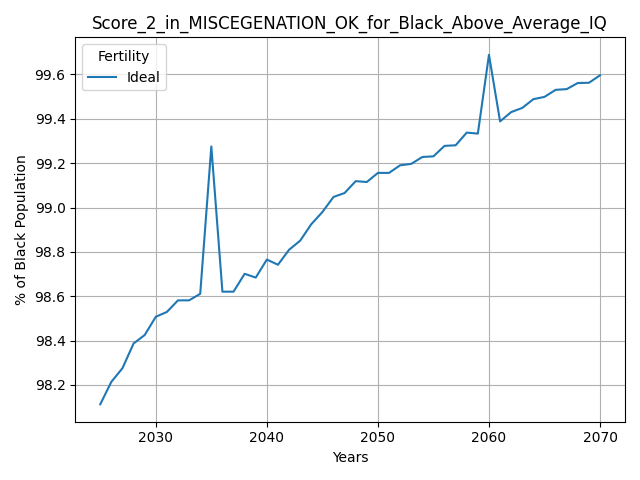 Score_2_in_MISCEGENATION_OK_for_Black_Above_Average_IQ
Fertility
Ideal
99.6
99.4
99.2
99.0
98.8
98.6
98.4
98.2
% of Black Population
2030 2040 2050 2060 2070
Years